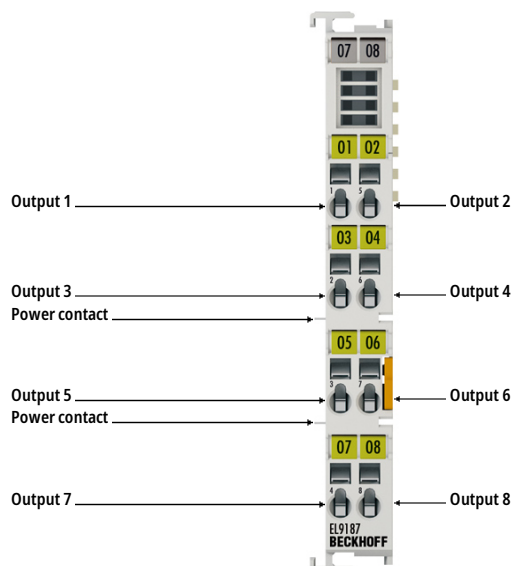 07 08
01 02
1 5
Output 1 Output 2
03 04
2 6
Output 3 Output 4
Power contact
05 06
3 7
Output 5 Output 6
Power contact
07 08
4 8
Output 7 Output 8
EL9187
BECKHOFF